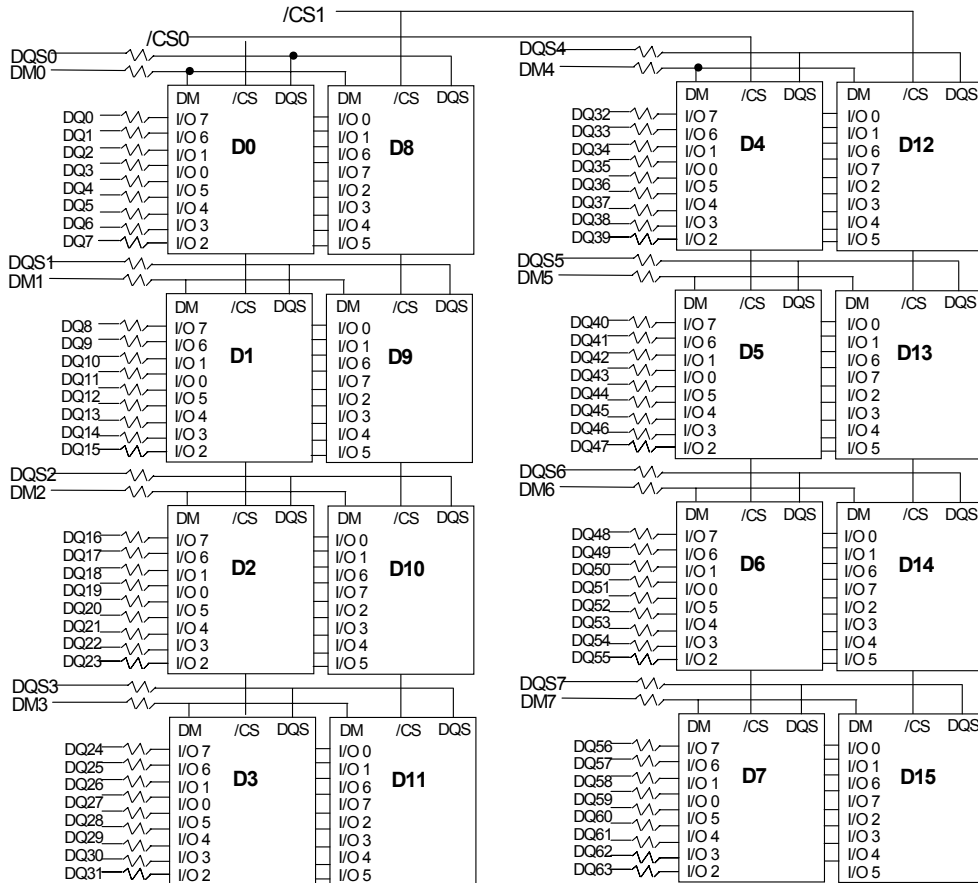 /CS1
/CS0
DQS0
DM0
DM /CS DQS DM /CS DQS
D0 D8
DQ0 I/O 7 I/O 0
DQ1 I/O 6 I/O 1
DQ2 I/O 1 I/O 6
DQ3 I/O 0 I/O 7
DQ4 I/O 5 I/O 2
DQ5 I/O 4 I/O 3
DQ6 I/O 3 I/O 4
DQ7 I/O 2 I/O 5
DQS1
DM1
DM /CS DQS DM /CS DQS
D1 D9
DQ8 I/O 7 I/O 0
DQ9 I/O 6 I/O 1
DQ10 I/O 1 I/O 6
DQ11 I/O 0 I/O 7
DQ12 I/O 5 I/O 2
DQ13 I/O 4 I/O 3
DQ14 I/O 3 I/O 4
DQ15 I/O 2 I/O 5
DQS2
DM2
DM /CS DQS DM /CS DQS
D2 D10
DQ16 I/O 7 I/O 0
DQ17 I/O 6 I/O 1
DQ18 I/O 1 I/O 6
DQ19 I/O 0 I/O 7
DQ20 I/O 5 I/O 2
DQ21 I/O 4 I/O 3
DQ22 I/O 3 I/O 4
DQ23 I/O 2 I/O 5
DQS3
DM3
DM /CS DQS DM /CS DQS
D3 D11
DQ24 I/O 7 I/O 0
DQ25 I/O 6 I/O 1
DQ26 I/O 1 I/O 6
DQ27 I/O 0 I/O 7
DQ28 I/O 5 I/O 2
DQ29 I/O 4 I/O 3
DQ30 I/O 3 I/O 4
DQ31 I/O 2 I/O 5
DQS4
DM4
DM /CS DQS DM /CS DQS
D4 D12
DQ32 I/O 7 I/O 0
DQ33 I/O 6 I/O 1
DQ34 I/O 1 I/O 6
DQ35 I/O 0 I/O 7
DQ36 I/O 5 I/O 2
DQ37 I/O 4 I/O 3
DQ38 I/O 3 I/O 4
DQ39 I/O 2 I/O 5
DQS5
DM5
DM /CS DQS DM /CS DQS
D5 D13
DQ40 I/O 7 I/O 0
DQ41 I/O 6 I/O 1
DQ42 I/O 1 I/O 6
DQ43 I/O 0 I/O 7
DQ44 I/O 5 I/O 2
DQ45 I/O 4 I/O 3
DQ46 I/O 3 I/O 4
DQ47 I/O 2 I/O 5
DQS6
DM6
DM /CS DQS DM /CS DQS
D6 D14
DQ48 I/O 7 I/O 0
DQ49 I/O 6 I/O 1
DQ50 I/O 1 I/O 6
DQ51 I/O 0 I/O 7
DQ52 I/O 5 I/O 2
DQ53 I/O 4 I/O 3
DQ54 I/O 3 I/O 4
DQ55 I/O 2 I/O 5
DQS7
DM7
DM /CS DQS DM /CS DQS
D7 D15
DQ56 I/O 7 I/O 0
DQ57 I/O 6 I/O 1
DQ58 I/O 1 I/O 6
DQ59 I/O 0 I/O 7
DQ60 I/O 5 I/O 2
DQ61 I/O 4 I/O 3
DQ62 I/O 3 I/O 4
DQ63 I/O 2 I/O 5